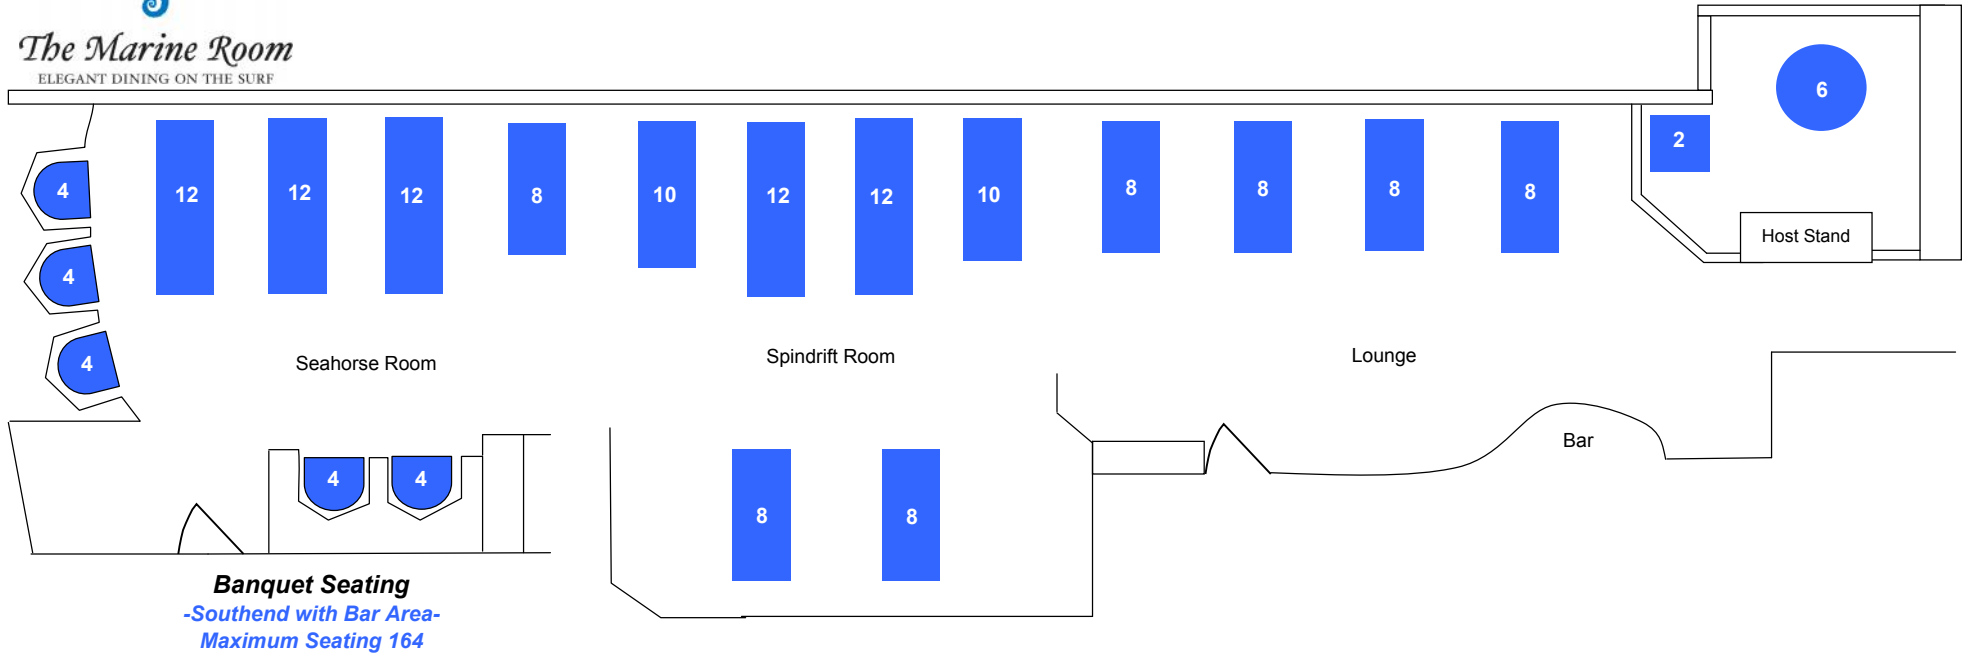 The Marine Room
ELEGANT DINING ON THE SURF
6
2
4
12
12
12
8
10
12
12
10
8
8
8
8
Host Stand
4
4
Seahorse Room
Spindrift Room
Lounge
Bar
4
4
8
8
Banquet Seating
-Southend with Bar Area-
Maximum Seating 164